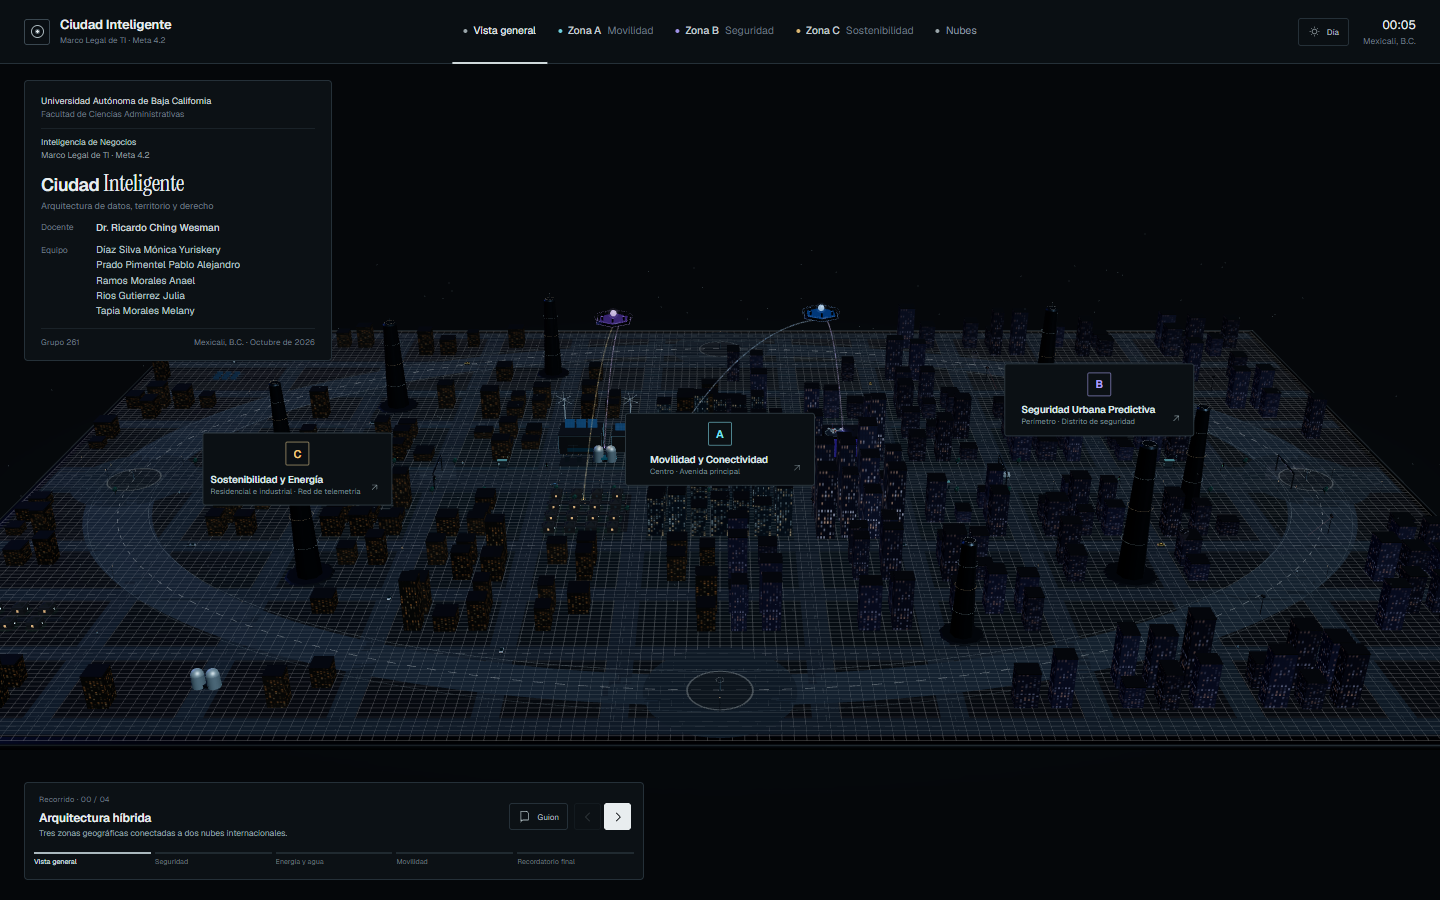 Ciudad Inteligente
Marco Legal de TI · Meta 4.2
Vista general
Zona A Movilidad
Zona B Seguridad
Zona C Sostenibilidad
Nubes
Día
00:05
Mexicali, B.C.
Universidad Autónoma de Baja California
Facultad de Ciencias Administrativas
Inteligencia de Negocios
Marco Legal de TI · Meta 4.2
Ciudad Inteligente
Arquitectura de datos, territorio y derecho
Docente Dr. Ricardo Ching Wesman
Equipo Díaz Silva Mónica Yuriskery
Prado Pimentel Pablo Alejandro
Ramos Morales Anael
Rios Gutierrez Julia
Tapia Morales Melany
Grupo 261 Mexicali, B.C. · Octubre de 2026
B
Seguridad Urbana Predictiva
Perímetro · Distrito de seguridad
A
Movilidad y Conectividad
Centro · Avenida principal
C
Sostenibilidad y Energía
Residencial e industrial · Red de telemetría
Recorrido · 00 / 04
Arquitectura híbrida
Tres zonas geográficas conectadas a dos nubes internacionales.
Guion
Vista general
Seguridad
Energía y agua
Movilidad
Recordatorio final